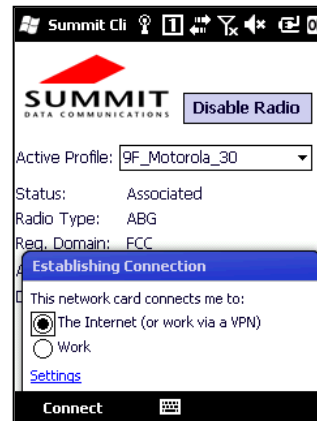 Summit Cli
SUMMIT
DATA COMMUNICATIONS
Disable Radio
Active Profile: 9F_Motorola_30
Status: Associated
Radio Type: ABG
Reg. Domain: FCC
Establishing Connection
This network card connects me to:
The Internet (or work via a VPN)
Work
Settings
Connect